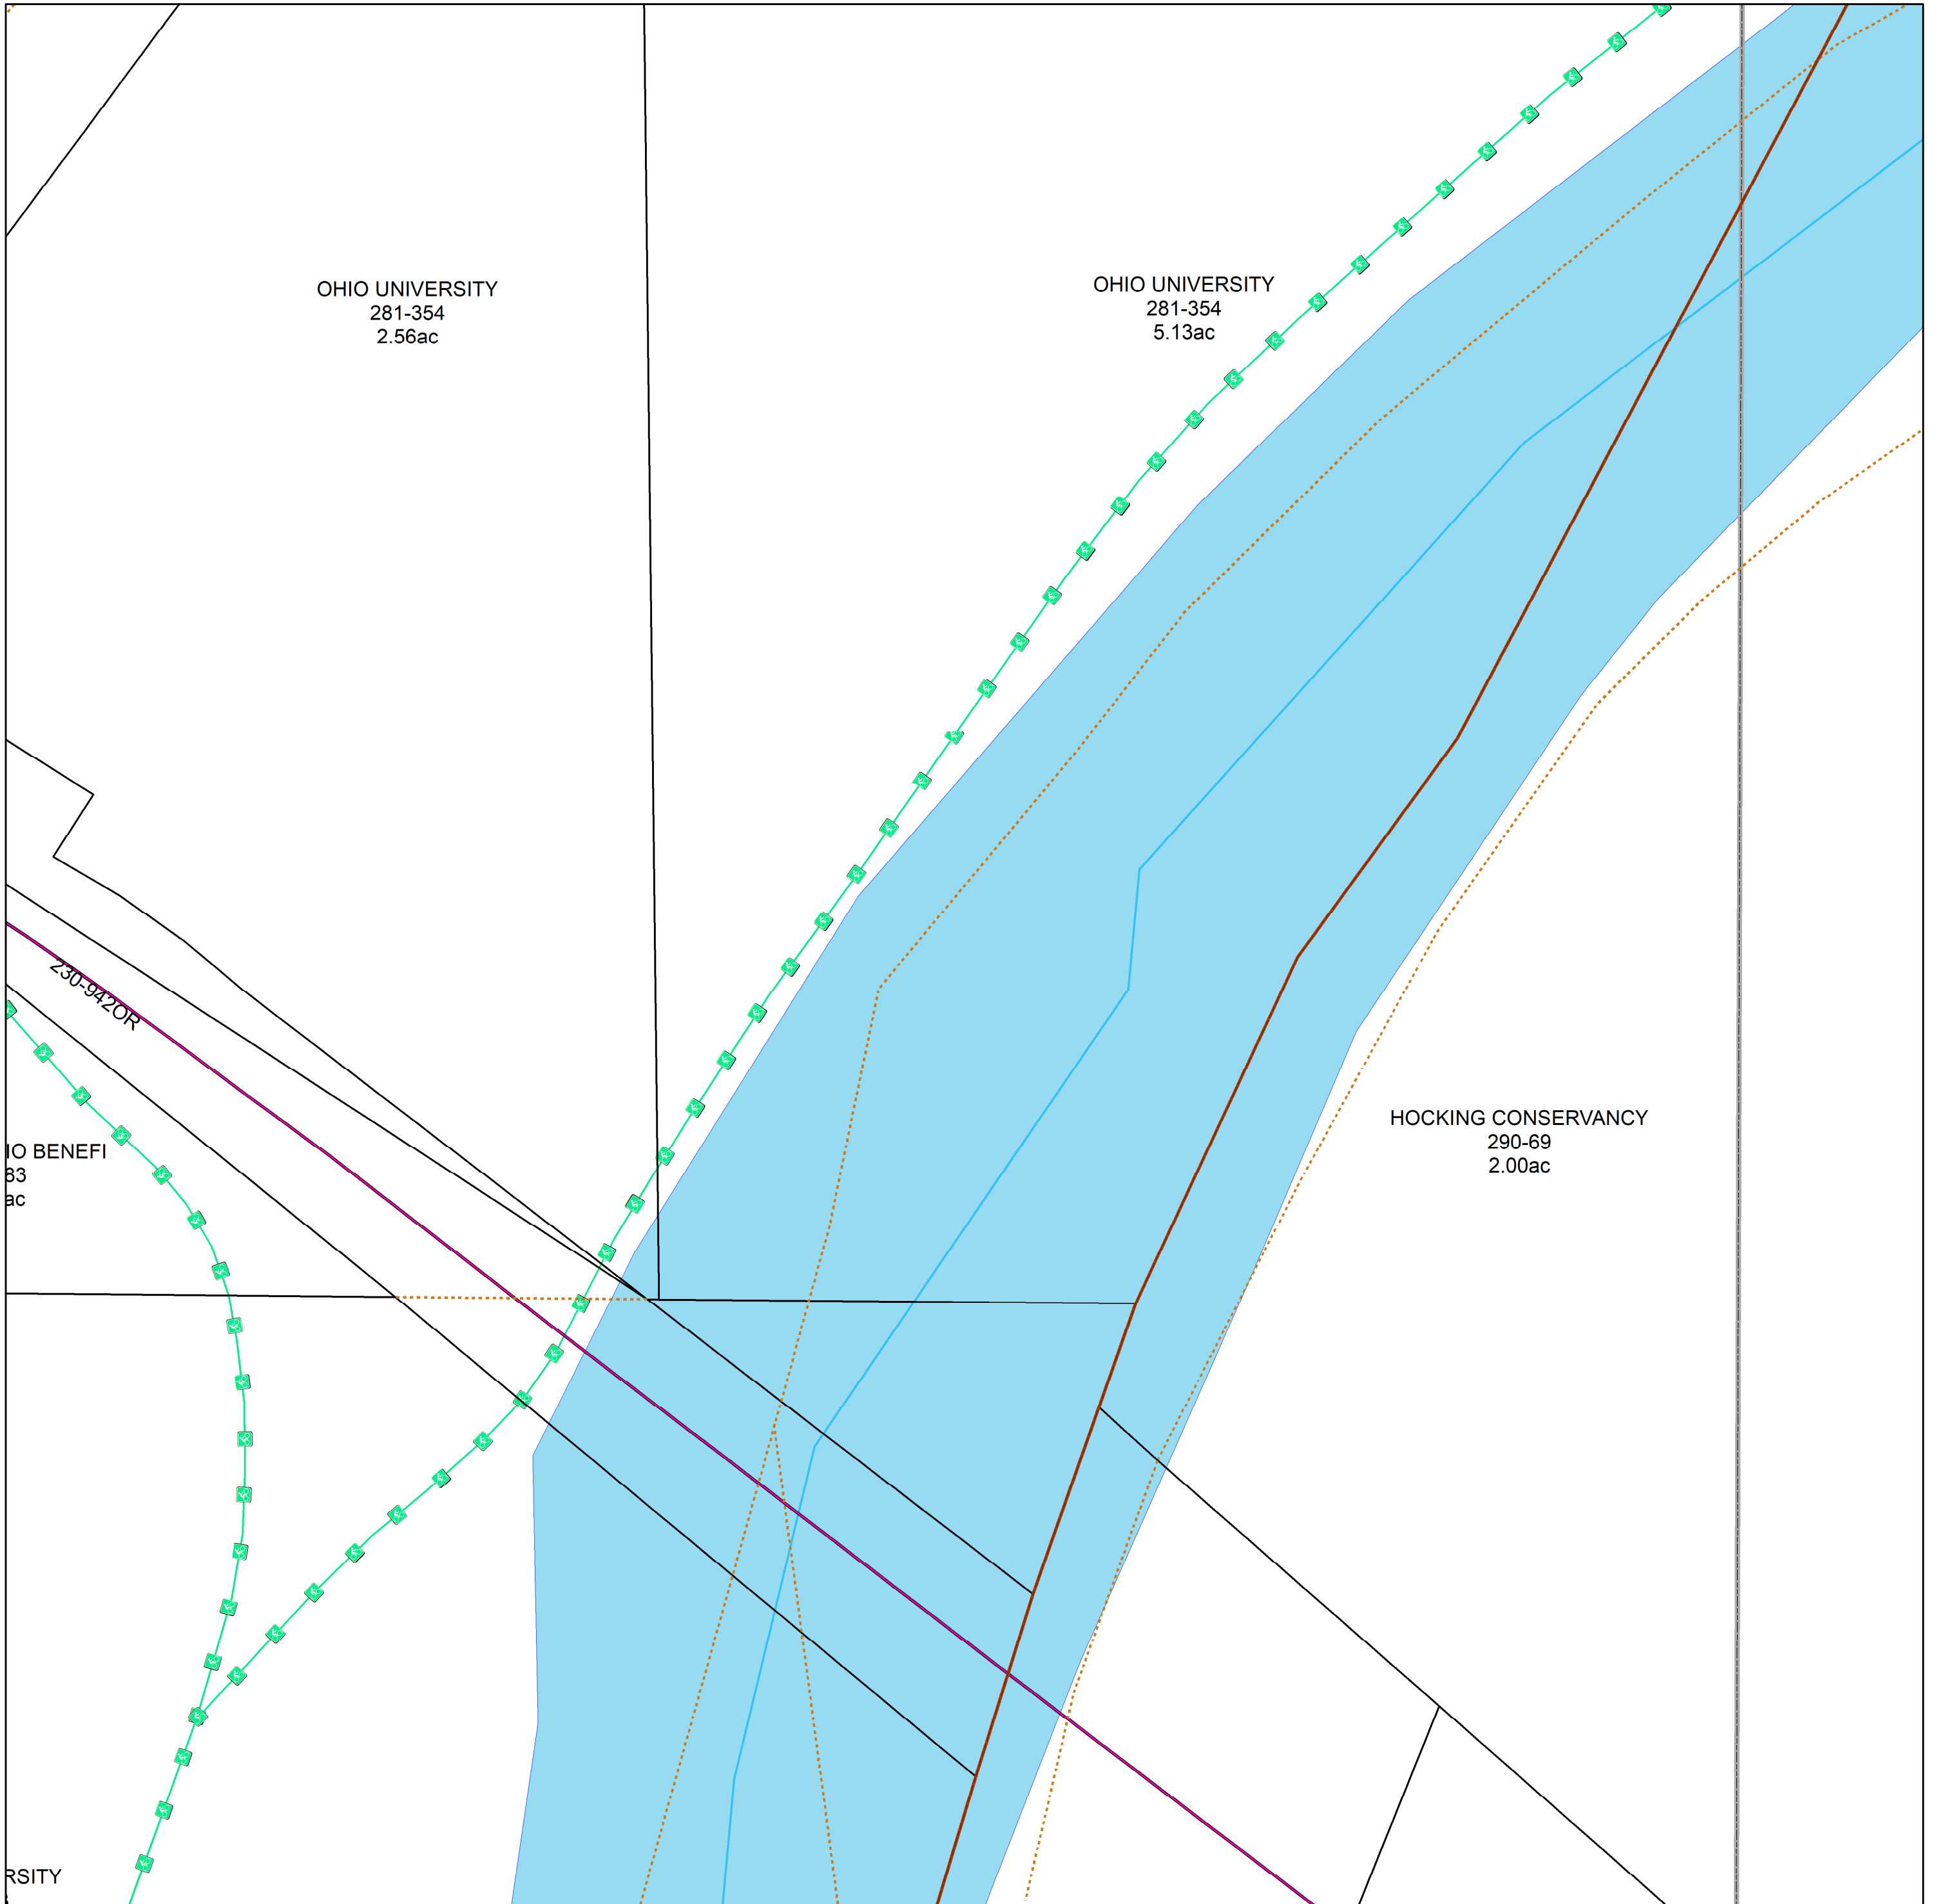 OHIO UNIVERSITY
281-354
2.56ac
OHIO UNIVERSITY
281-354
5.13ac
230-942OR
IO BENEFI
83
ac
HOCKING CONSERVANCY
290-69
2.00ac
RSITY